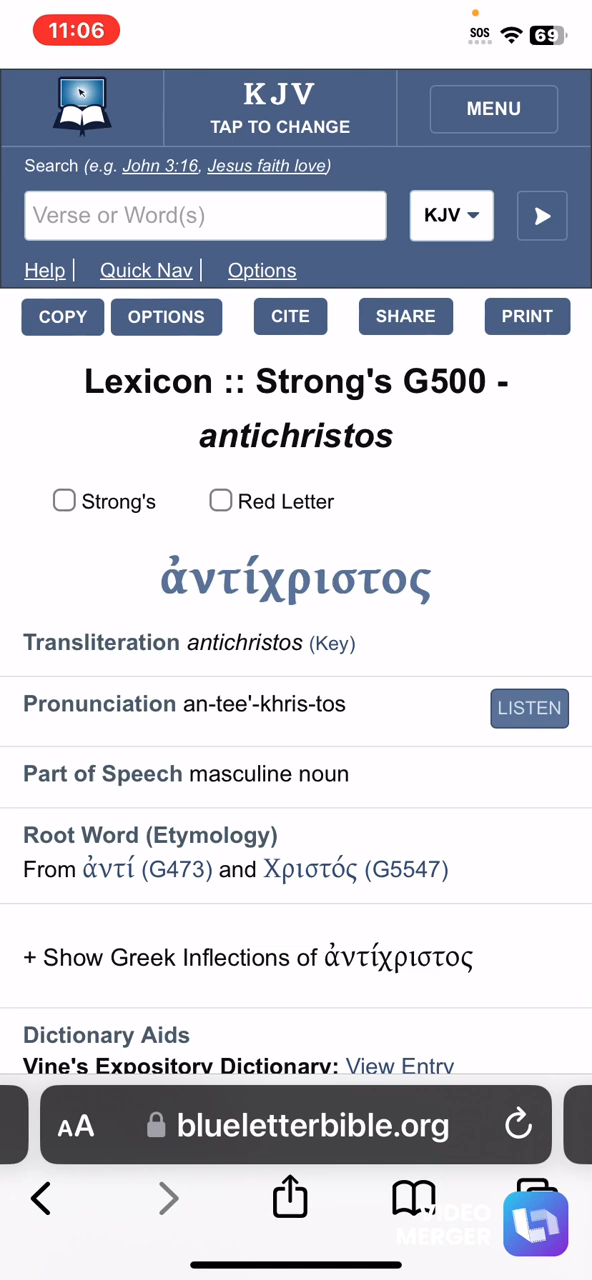 11:06
SOS
69
KJV
TAP TO CHANGE
MENU
Search (e.g. John 3:16, Jesus faith love)
Verse or Word(s)
KJV
Help | Quick Nav | Options
COPY OPTIONS CITE SHARE PRINT
Lexicon :: Strong's G500 -
antichristos
Strong's Red Letter
ἀντίχριστος
Transliteration antichristos (Key)
Pronunciation an-tee'-khris-tos
LISTEN
Part of Speech masculine noun
Root Word (Etymology)
From ἀντί (G473) and Χριστός (G5547)
+ Show Greek Inflections of ἀντίχριστος
Dictionary Aids
Vine's Expository Dictionary: View Entry
AA blueletterbible.org
VIDEO
MERGER